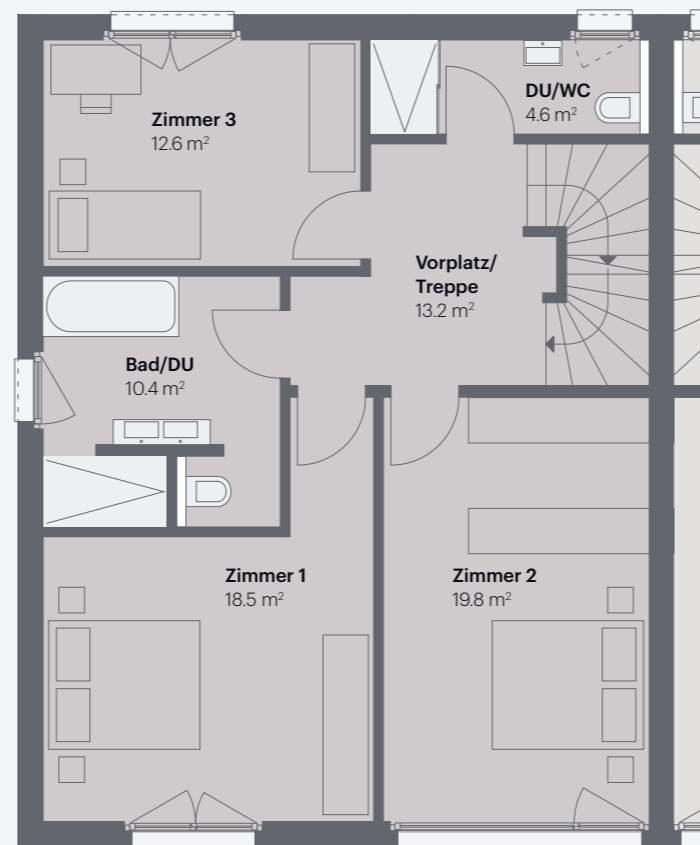 DU/WC
4.6 m²
Zimmer 3
12.6 m²
Vorplatz/
Treppe
13.2 m²
Bad/DU
10.4 m²
Zimmer 1
18.5 m²
Zimmer 2
19.8 m²